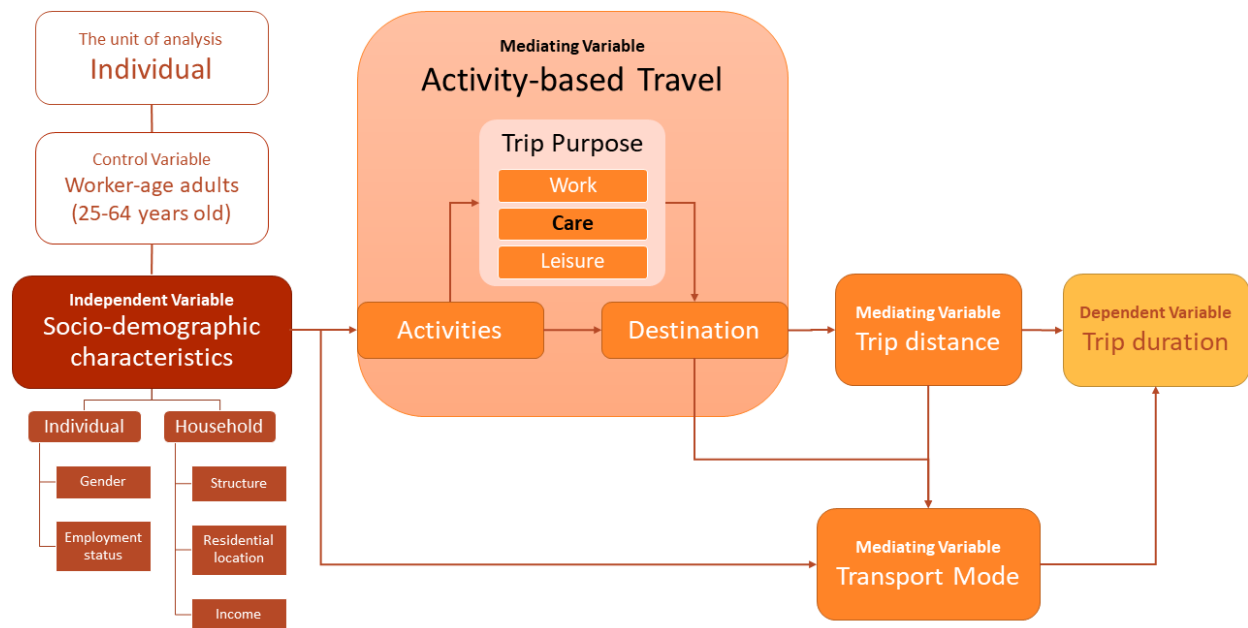 The unit of analysis
Individual
Control Variable
Worker-age adults
(25-64 years old)
Independent Variable
Socio-demographic
characteristics
Individual
Gender
Employment
status
Household
Structure
Residential
location
Income
Mediating Variable
Activity-based Travel
Trip Purpose
Work
Care
Leisure
Activities
Destination
Mediating Variable
Trip distance
Dependent Variable
Trip duration
Mediating Variable
Transport Mode